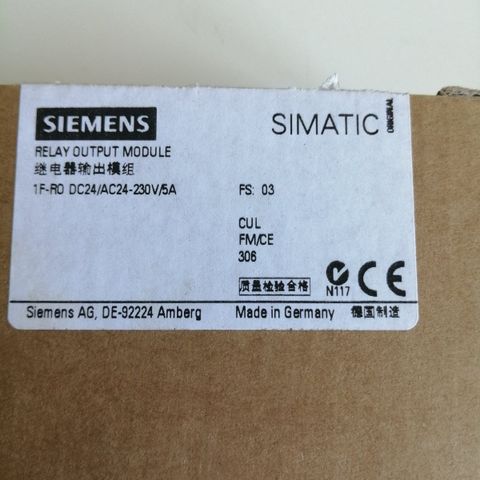 SIEMENS
SIMATIC
ORIGINAL
RELAY OUTPUT MODULE
继电器输出模组
1F-RO DC24/AC24-230V/5A
FS: 03
CUL
FM/CE
306
质量检验合格
N117
CE
Siemens AG, DE-92224 Amberg
Made in Germany
德国制造